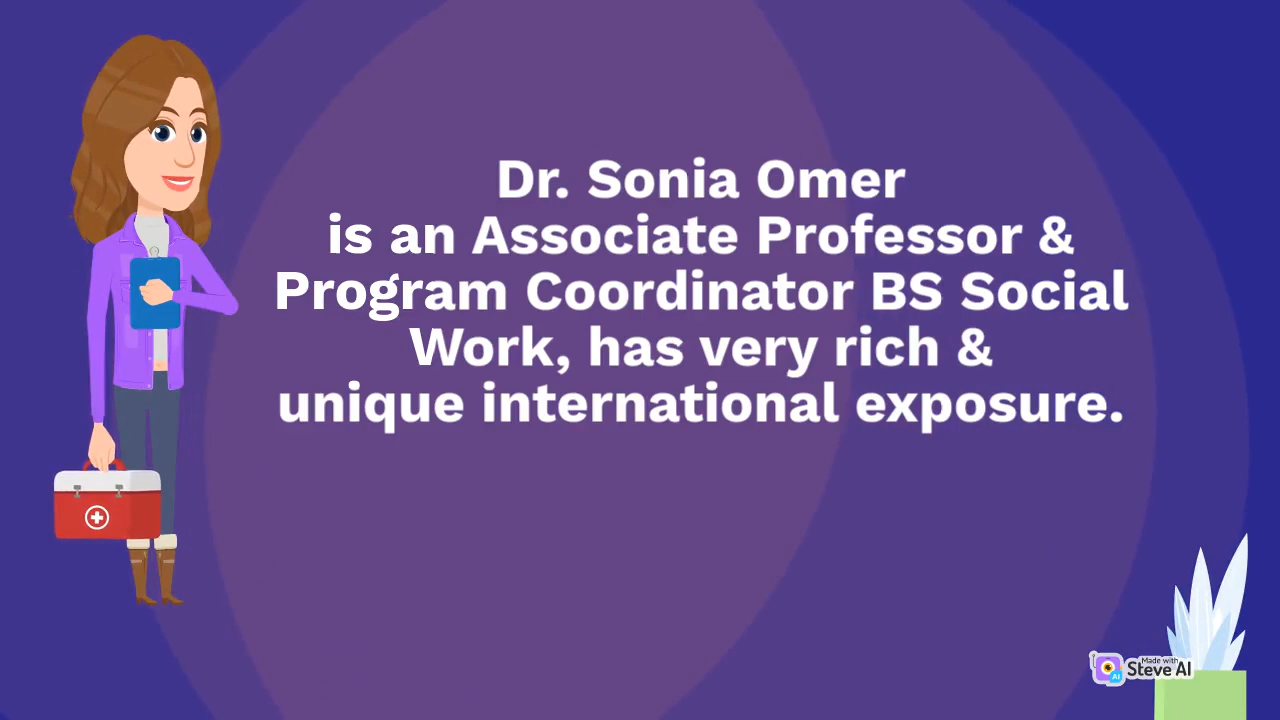 Dr. Sonia Omer
is an Associate Professor &
Program Coordinator BS Social
Work, has very rich &
unique international exposure.
Made with
Steve AI
AI